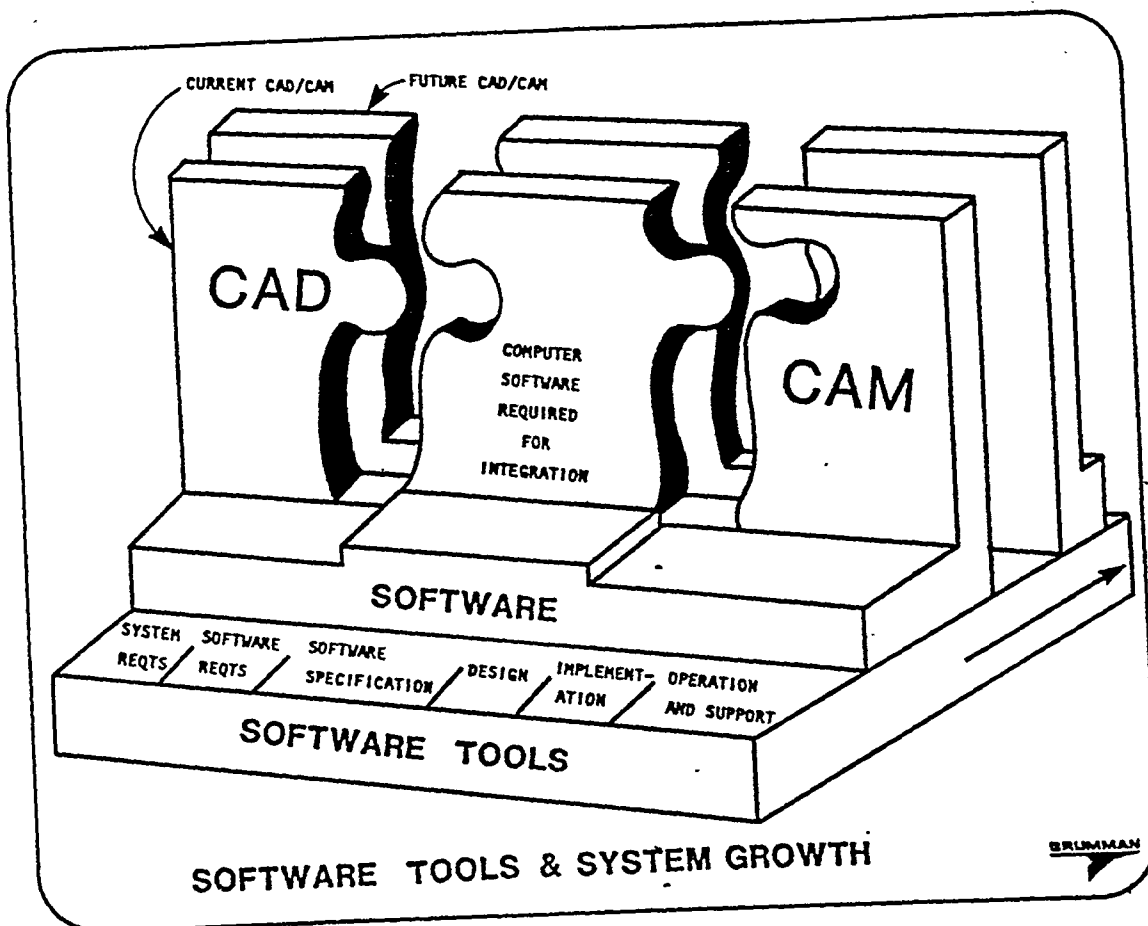 CURRENT CAD/CAM
FUTURE CAD/CAM
CAD
COMPUTER
SOFTWARE
REQUIRED
FOR
INTEGRATION
CAM
SOFTWARE
SYSTEM
REQTS
SOFTWARE
REQTS
SOFTWARE
SPECIFICATION
DESIGN
IMPLEMENT-
ATION
OPERATION
AND SUPPORT
SOFTWARE TOOLS
SOFTWARE TOOLS & SYSTEM GROWTH
GRUMMAN